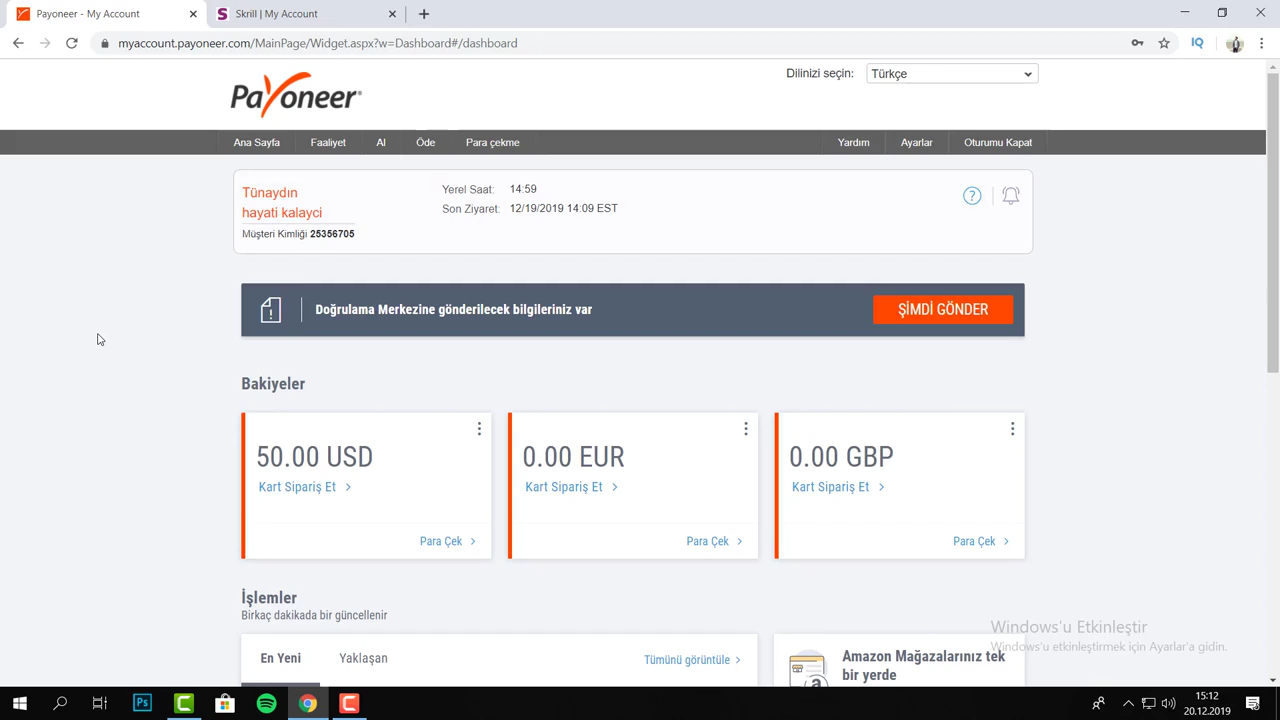 Payoneer - My Account
Skrill | My Account
myaccount.payoneer.com/MainPage/Widget.aspx?w=Dashboard#/dashboard
IQ
Payoneer
Dilinizi seçin:
Türkçe
Ana Sayfa
Faaliyet
Al
Öde
Para çekme
Yardım
Ayarlar
Oturumu Kapat
Tünaydın
hayati kalayci
Müşteri Kimliği 25356705
Yerel Saat: 14:59
Son Ziyaret: 12/19/2019 14:09 EST
Doğrulama Merkezine gönderilecek bilgileriniz var
ŞİMDİ GÖNDER
Bakiyeler
50.00 USD
Kart Sipariş Et
Para Çek
0.00 EUR
Kart Sipariş Et
Para Çek
0.00 GBP
Kart Sipariş Et
Para Çek
İşlemler
Birkaç dakikada bir güncellenir
En Yeni
Yaklaşan
Tümünü görüntüle
Amazon Mağazalarınız tek
bir yerde
Windows'u Etkinleştir
Windows'u etkinleştirmek için Ayarlar'a gidin.
Ps
15:12
20.12.2019